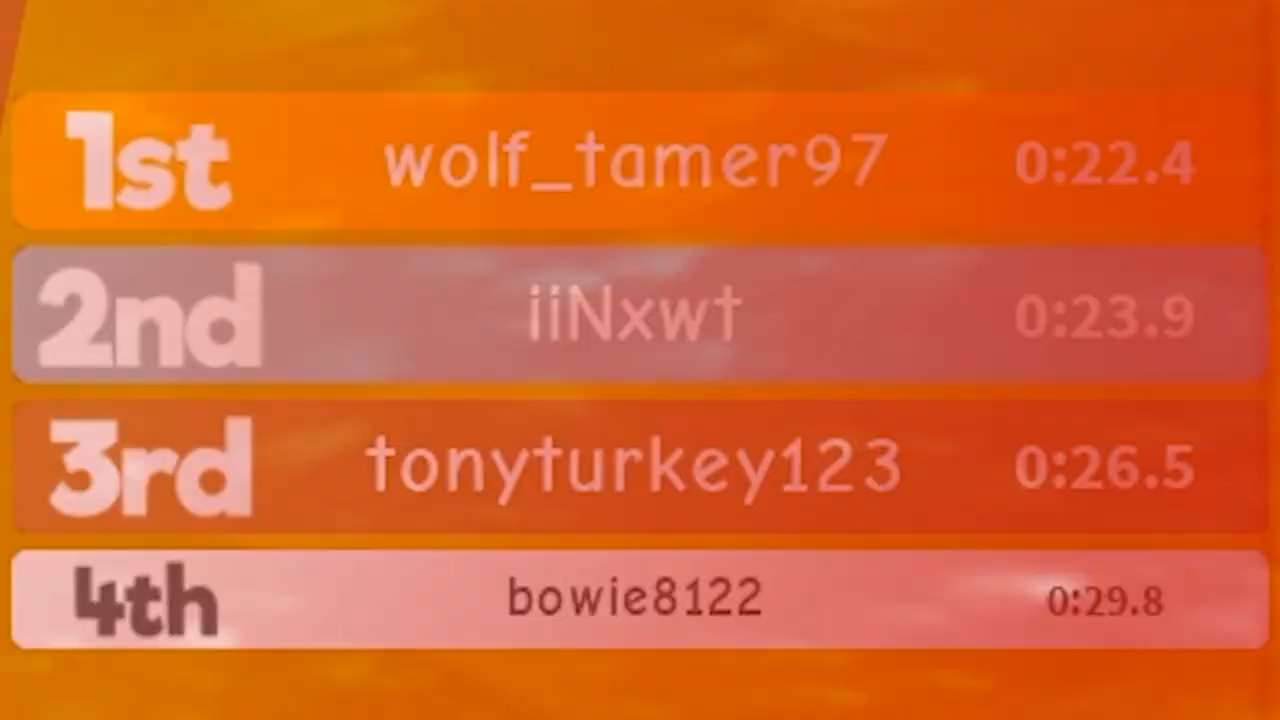 1st wolf_tamer97 0:22.4
2nd iiNxwt 0:23.9
3rd tonyturkey123 0:26.5
4th bowie8122 0:29.8